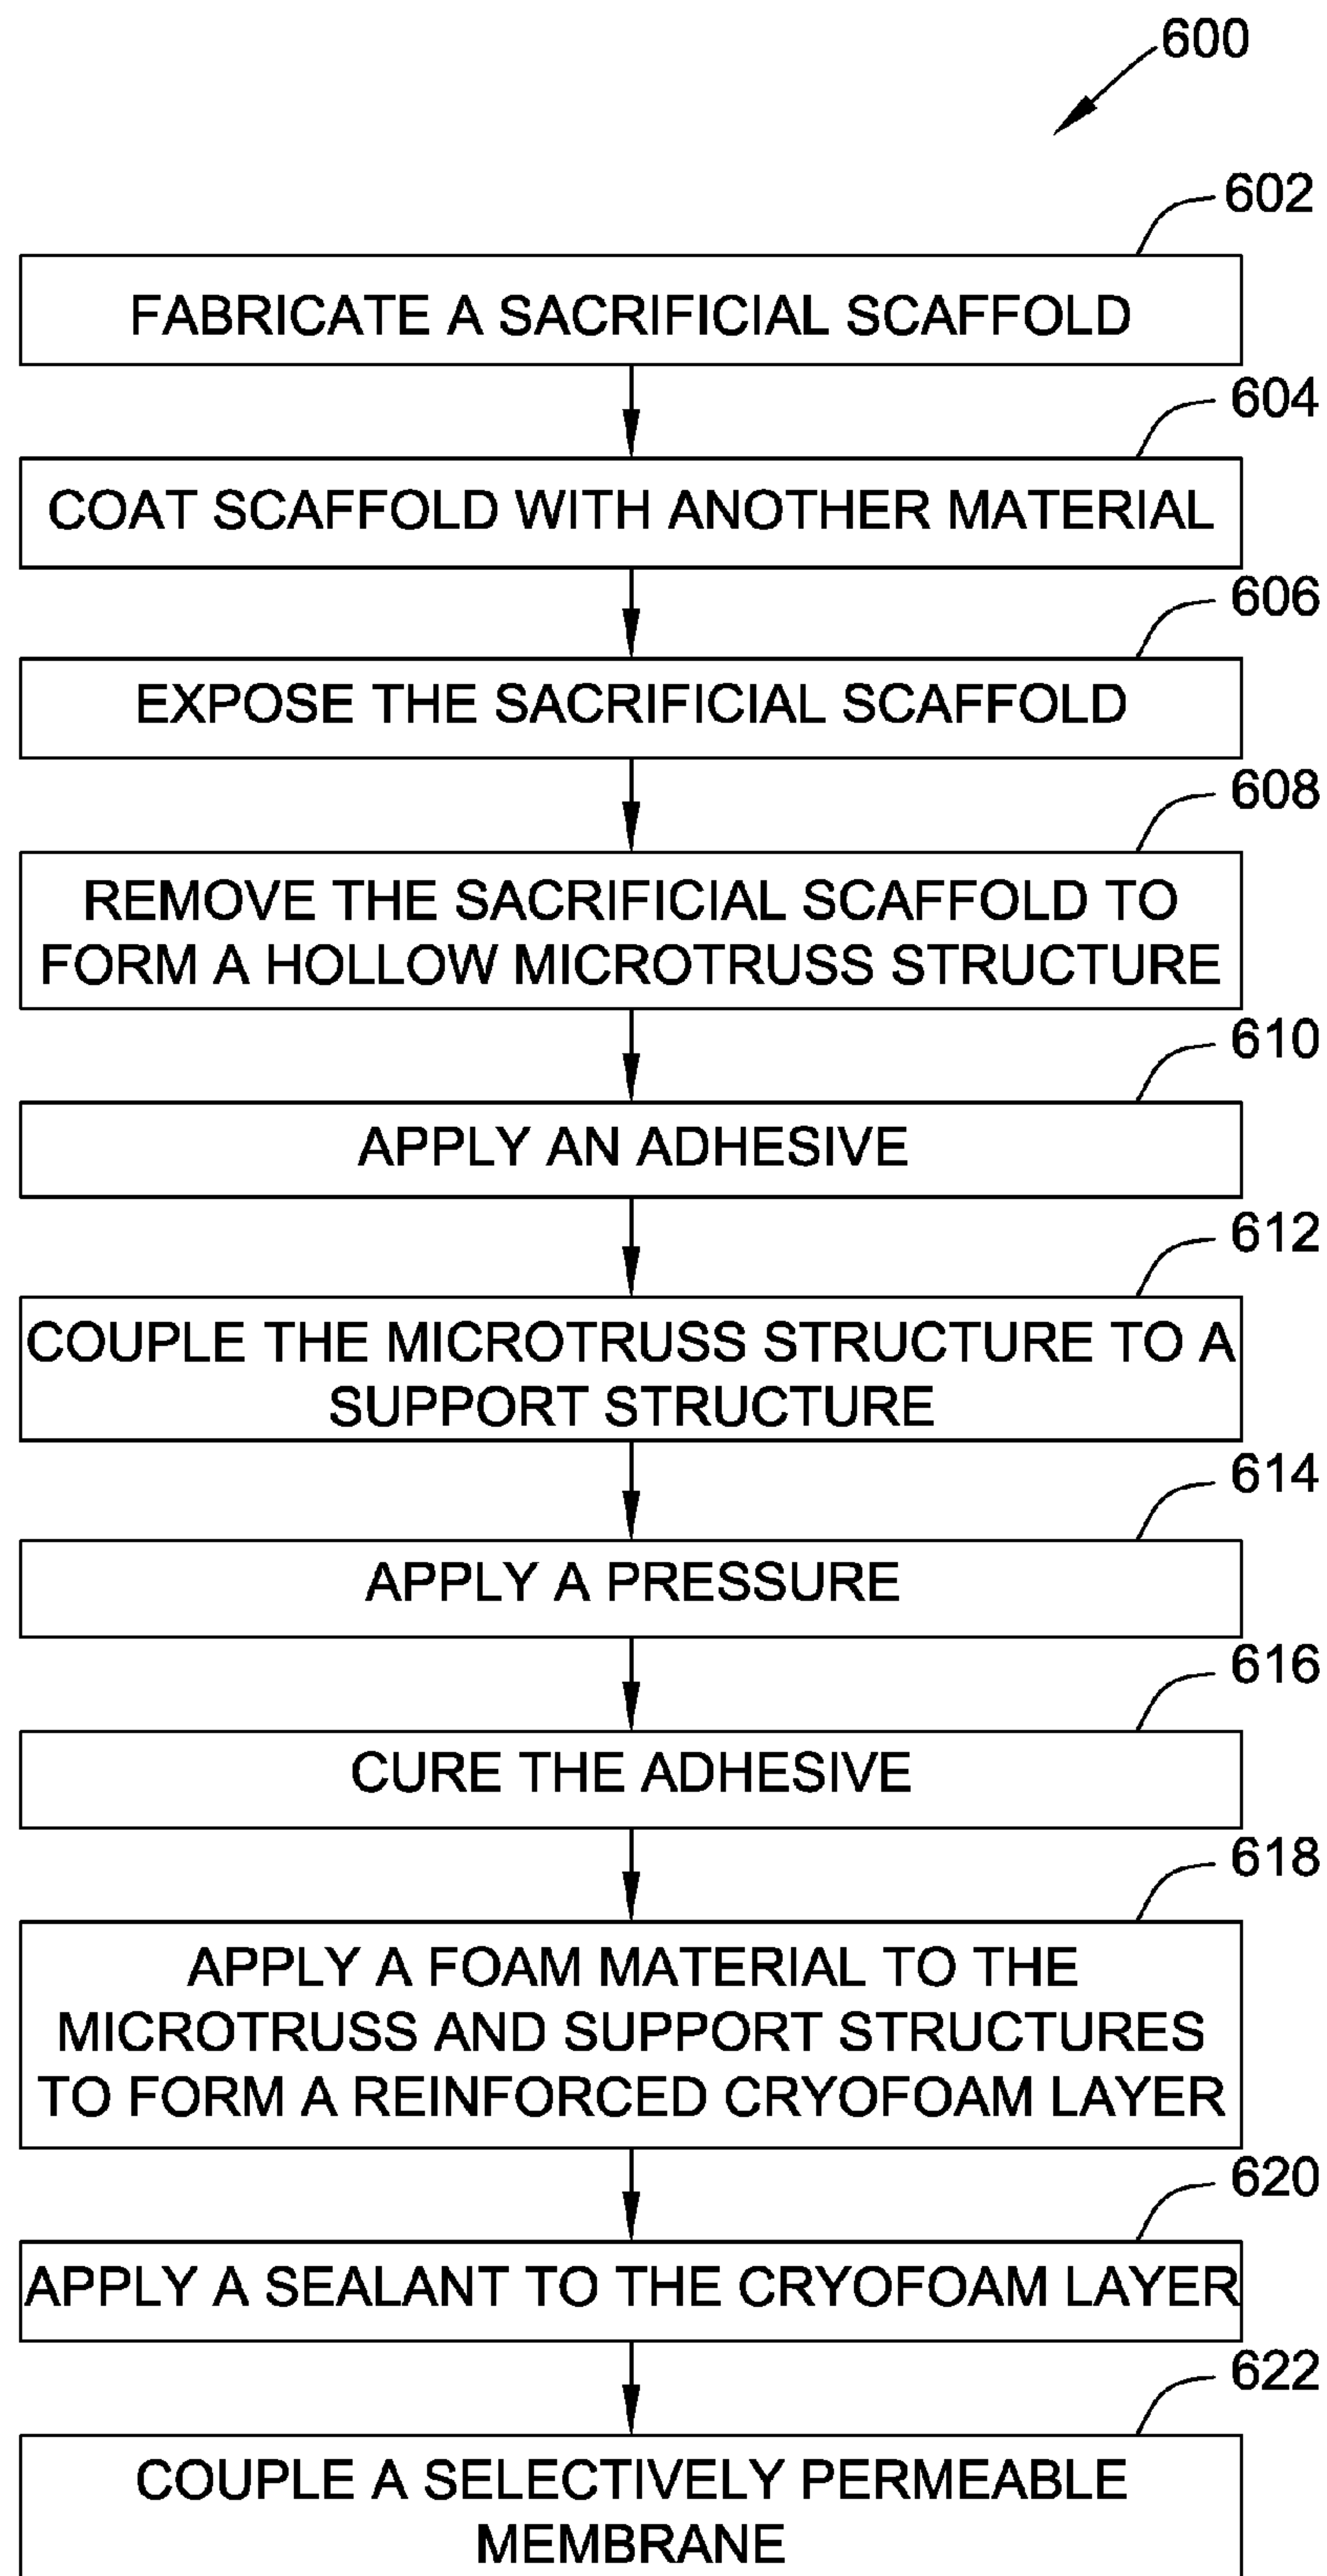 600
602
FABRICATE A SACRIFICIAL SCAFFOLD
604
COAT SCAFFOLD WITH ANOTHER MATERIAL
606
EXPOSE THE SACRIFICIAL SCAFFOLD
608
REMOVE THE SACRIFICIAL SCAFFOLD TO
FORM A HOLLOW MICROTRUSS STRUCTURE
610
APPLY AN ADHESIVE
612
COUPLE THE MICROTRUSS STRUCTURE TO A
SUPPORT STRUCTURE
614
APPLY A PRESSURE
616
CURE THE ADHESIVE
618
APPLY A FOAM MATERIAL TO THE
MICROTRUSS AND SUPPORT STRUCTURES
TO FORM A REINFORCED CRYOFOAM LAYER
620
APPLY A SEALANT TO THE CRYOFOAM LAYER
622
COUPLE A SELECTIVELY PERMEABLE
MEMBRANE